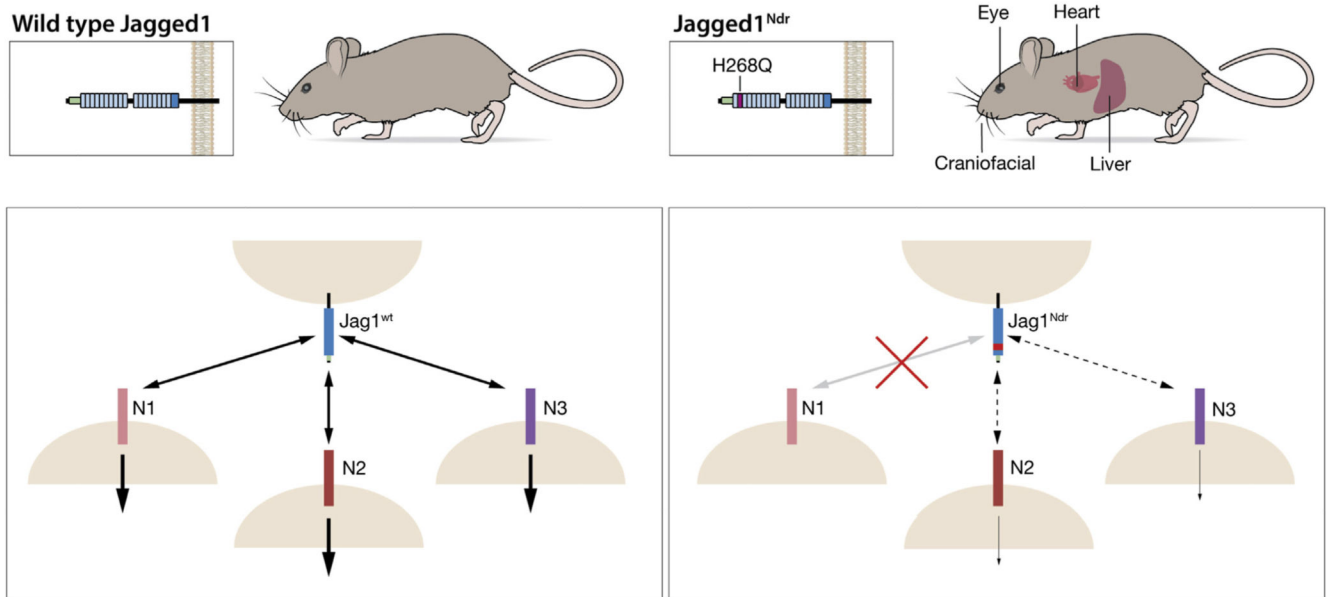 Wild type Jagged1
Jagged1ᴺᵈʳ
H268Q
Eye
Heart
Craniofacial
Liver
Jag1ʷᵗ
N1
N3
N2
Jag1ᴺᵈʳ
N1
N3
N2